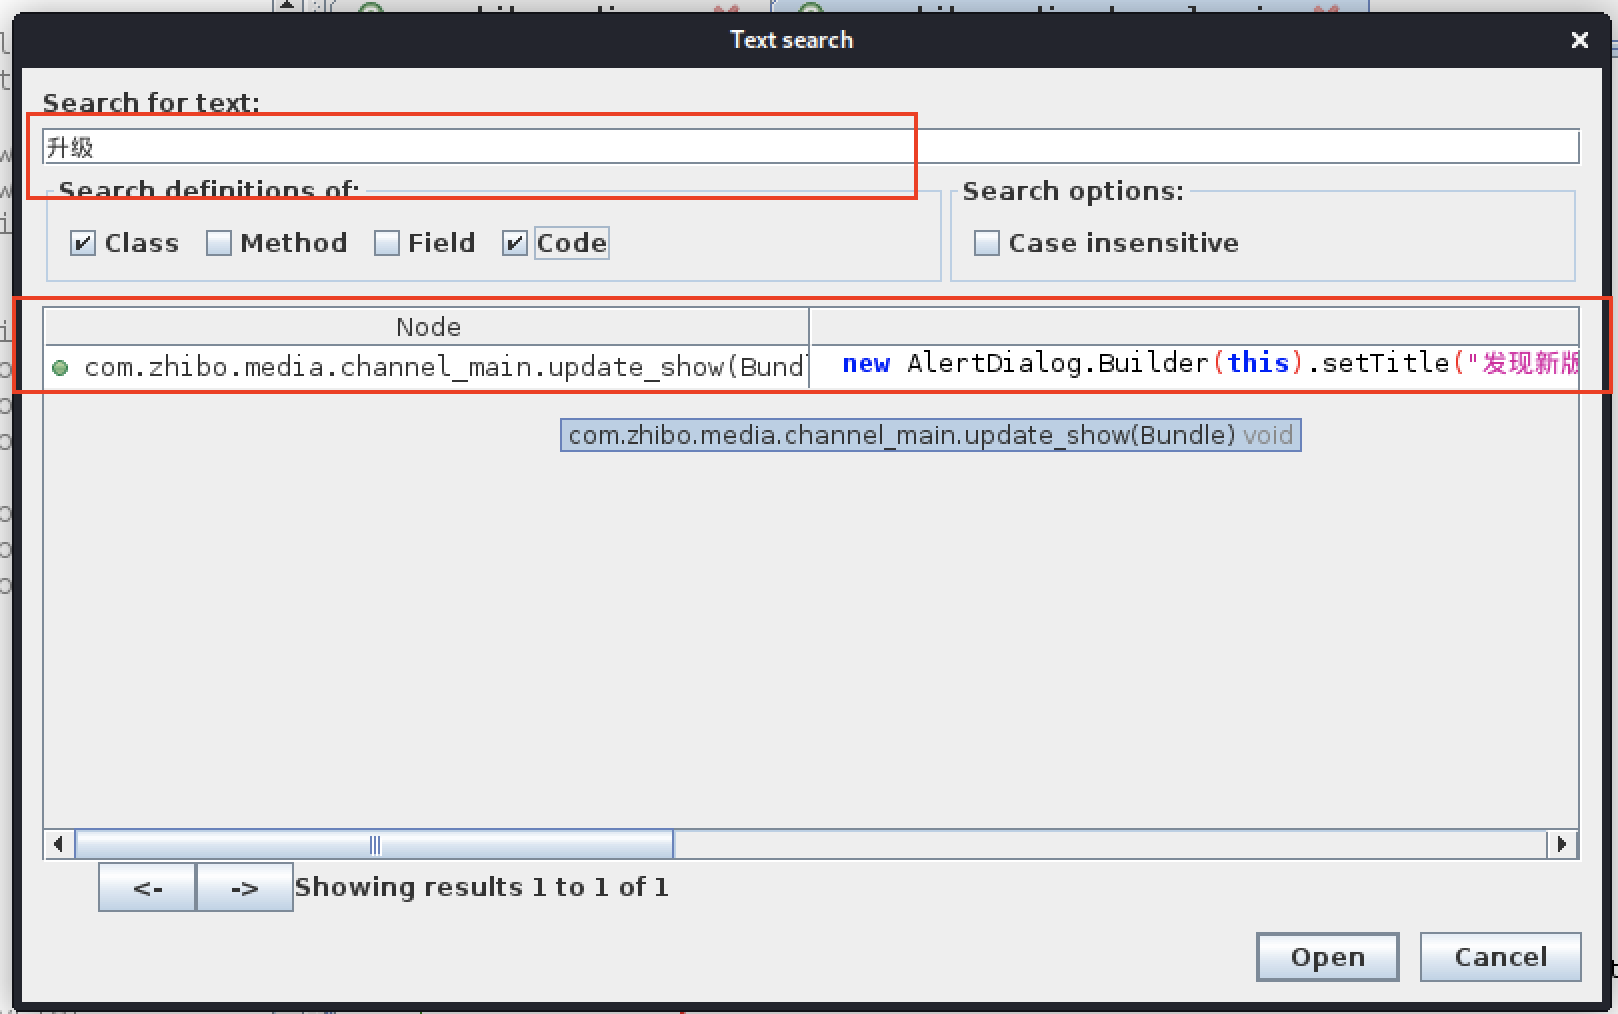 Text search
Search for text:
升级
Search definitions of:
Search options:
Class Method Field Code
Case insensitive
Node
com.zhibo.media.channel_main.update_show(Bund
new AlertDialog.Builder(this).setTitle("发现新版
com.zhibo.media.channel_main.update_show(Bundle) void
<- -> Showing results 1 to 1 of 1
Open Cancel